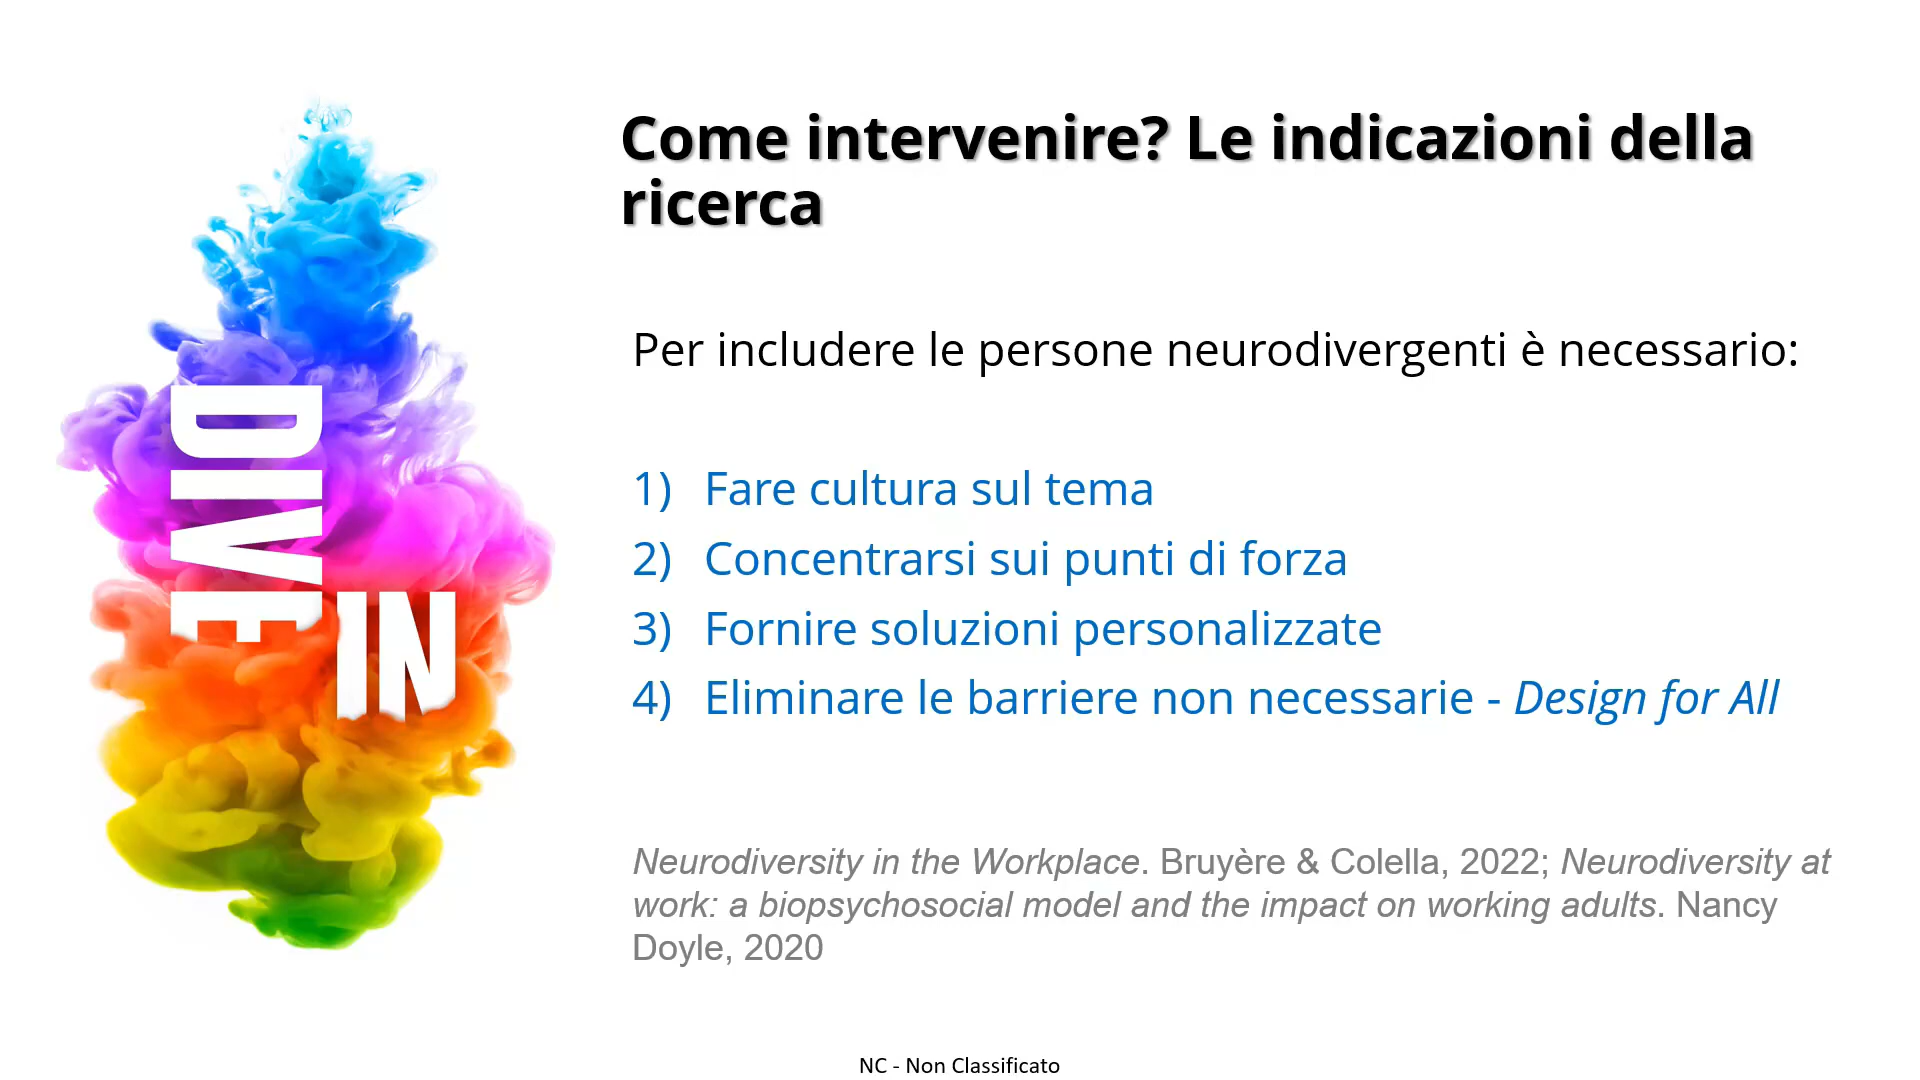 DIVE
IN
Come intervenire? Le indicazioni della
ricerca
Per includere le persone neurodivergenti è necessario:
1) Fare cultura sul tema
2) Concentrarsi sui punti di forza
3) Fornire soluzioni personalizzate
4) Eliminare le barriere non necessarie - Design for All
Neurodiversity in the Workplace. Bruyère & Colella, 2022; Neurodiversity at
work: a biopsychosocial model and the impact on working adults. Nancy
Doyle, 2020
NC - Non Classificato